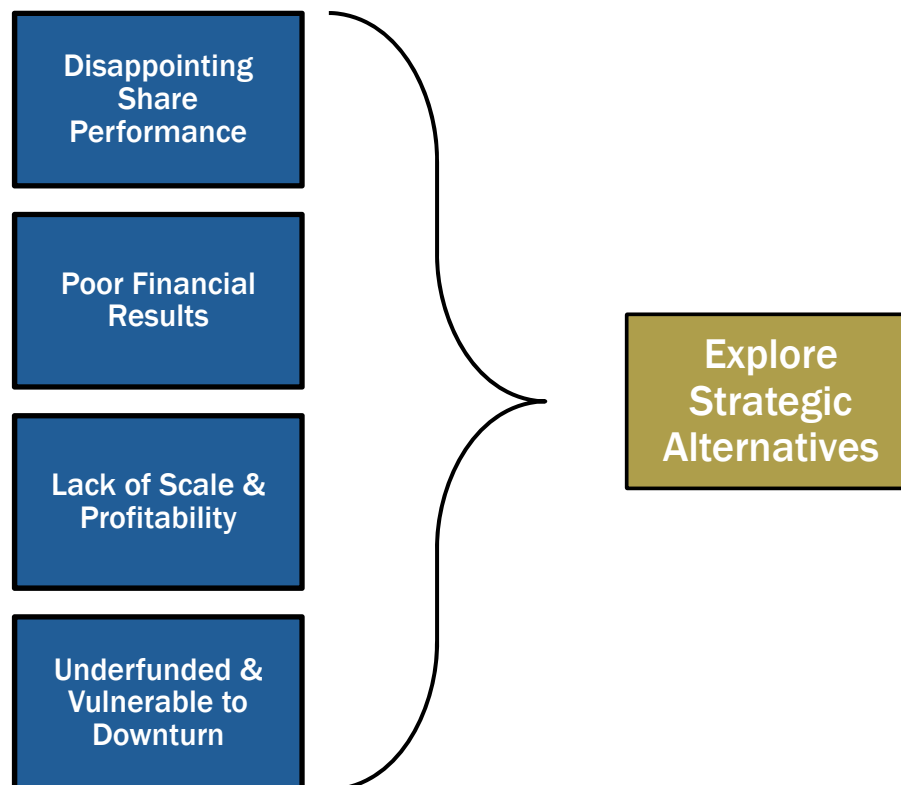 Disappointing
Share
Performance
Poor Financial
Results
Lack of Scale &
Profitability
Underfunded &
Vulnerable to
Downturn
Explore
Strategic
Alternatives